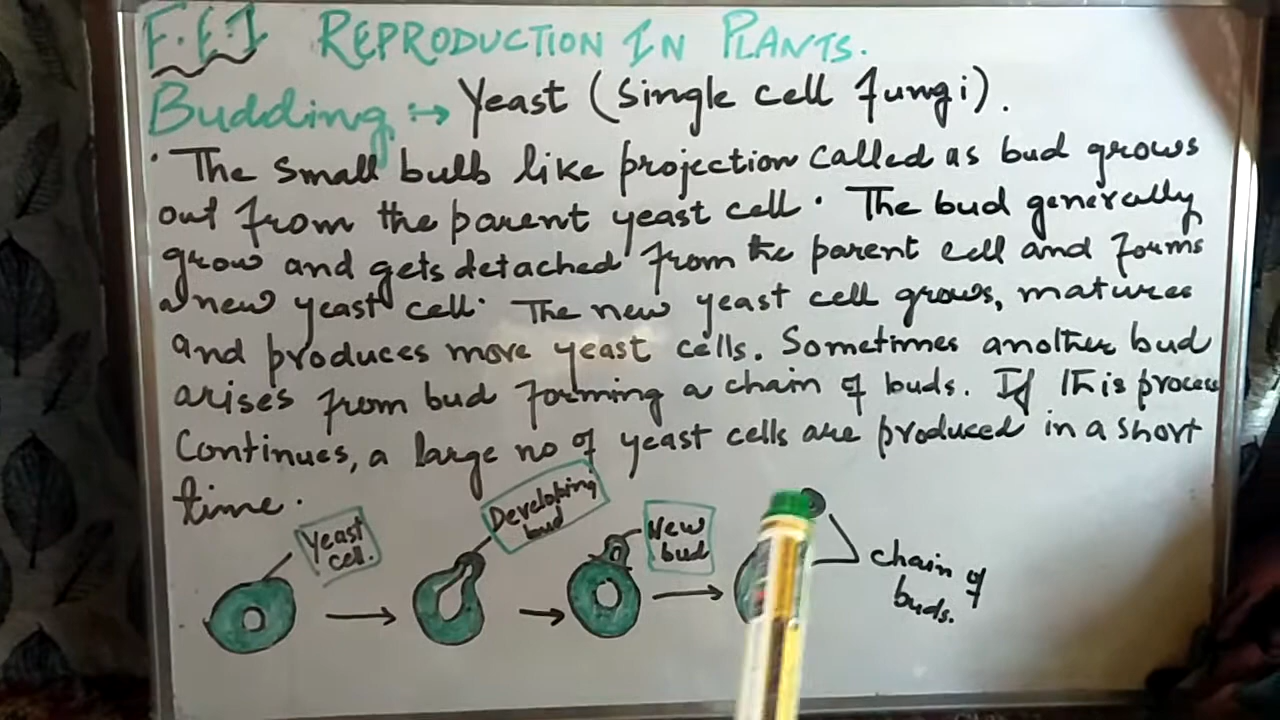 F.E.I REPRODUCTION IN PLANTS.
Budding :→ Yeast (Single cell fungi).
• The small bulb like projection called as bud grows
out from the parent yeast cell. The bud generally
grow and gets detached from the parent cell and forms
a new yeast cell. The new yeast cell grows, matures
and produces more yeast cells. Sometimes another bud
arises from bud forming a chain of buds. If this process
Continues, a large no of yeast cells are produced in a short
time.
Yeast
cell.
Developing
bud
New
bud
chain of
buds.